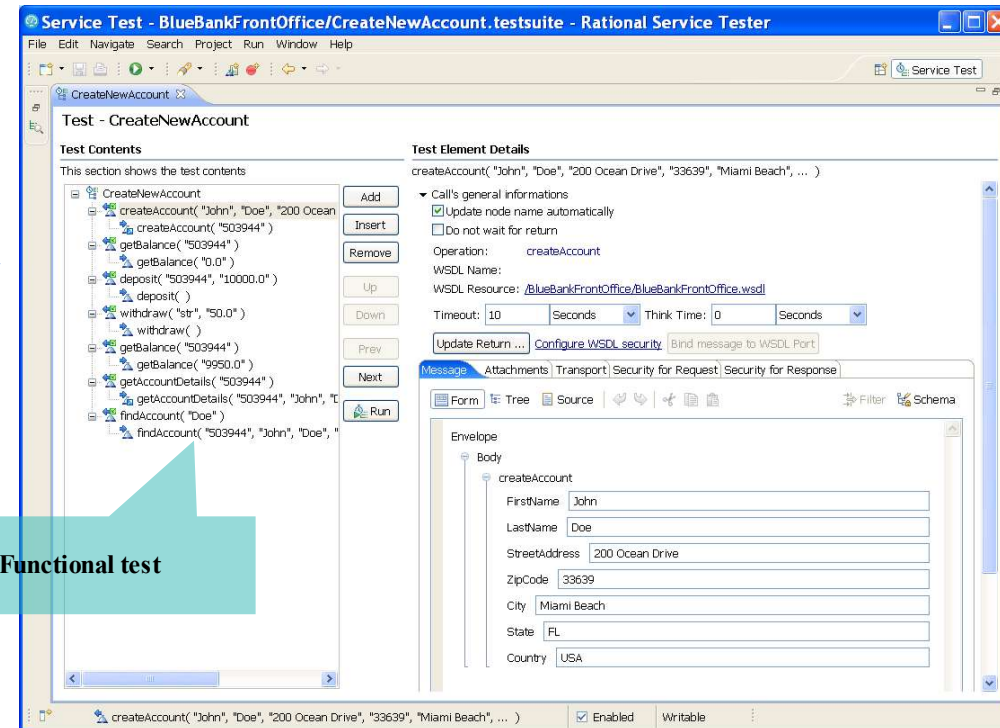 Service Test - BlueBankFrontOffice/CreateNewAccount.testsuite - Rational Service Tester
File Edit Navigate Search Project Run Window Help
Service Test
CreateNewAccount
Test - CreateNewAccount
Test Contents
This section shows the test contents
CreateNewAccount
createAccount( "John", "Doe", "200 Ocean
createAccount( "503944" )
getBalance( "503944" )
getBalance( "0.0" )
deposit( "503944", "10000.0" )
deposit( )
withdraw( "str", "50.0" )
withdraw( )
getBalance( "503944" )
getBalance( "9950.0" )
getAccountDetails( "503944" )
getAccountDetails( "503944", "John", "D
findAccount( "Doe" )
findAccount( "503944", "John", "Doe", "
Add
Insert
Remove
Up
Down
Prev
Next
Run
Functional test
Test Element Details
createAccount( "John", "Doe", "200 Ocean Drive", "33639", "Miami Beach", ... )
Call's general informations
Update node name automatically
Do not wait for return
Operation: createAccount
WSDL Name:
WSDL Resource: /BlueBankFrontOffice/BlueBankFrontOffice.wsdl
Timeout: 10 Seconds Think Time: 0 Seconds
Update Return ... Configure WSDL security Bind message to WSDL Port
Message Attachments Transport Security for Request Security for Response
Form Tree Source Filter Schema
Envelope
Body
createAccount
FirstName John
LastName Doe
StreetAddress 200 Ocean Drive
ZipCode 33639
City Miami Beach
State FL
Country USA
createAccount( "John", "Doe", "200 Ocean Drive", "33639", "Miami Beach", ... ) Enabled Writable